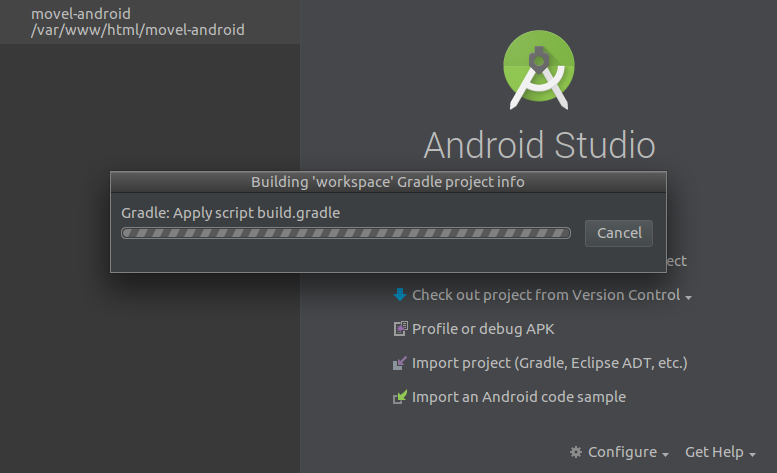 movel-android
/var/www/html/movel-android
Android Studio
Building 'workspace' Gradle project info
Gradle: Apply script build.gradle
Cancel
Check out project from Version Control
Profile or debug APK
Import project (Gradle, Eclipse ADT, etc.)
Import an Android code sample
Configure
Get Help